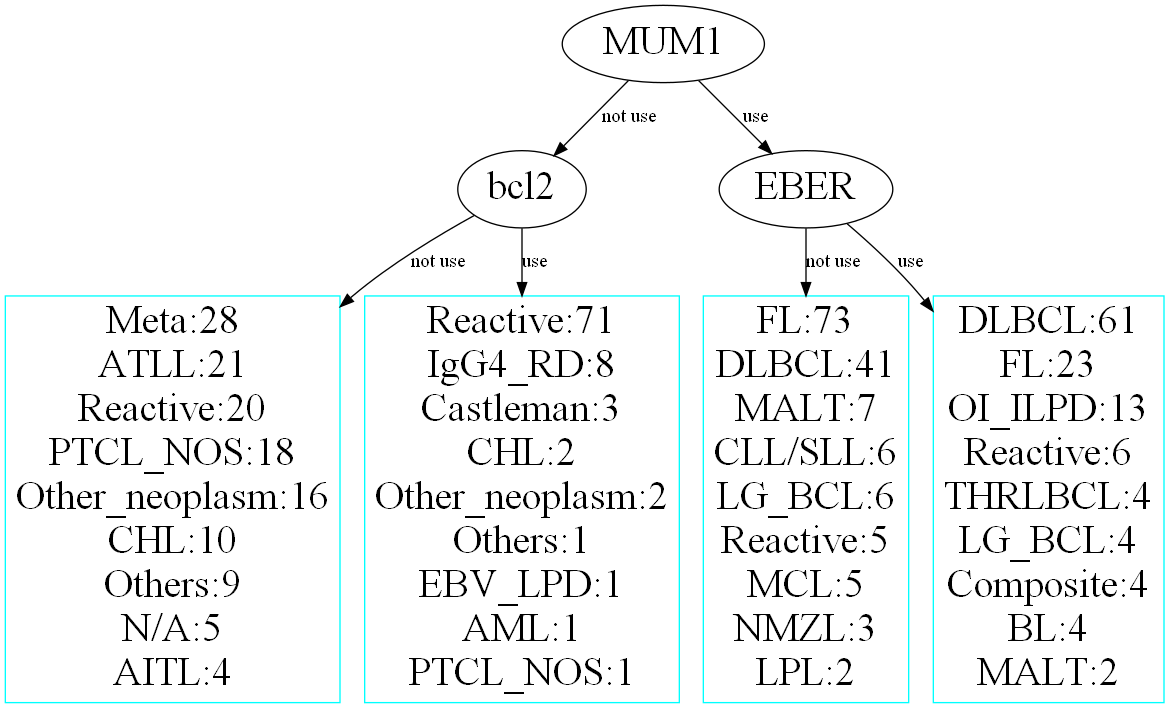 MUM1
not use
use
bcl2
EBER
not use
use
not use
use
Meta:28
ATLL:21
Reactive:20
PTCL_NOS:18
Other_neoplasm:16
CHL:10
Others:9
N/A:5
AITL:4
Reactive:71
IgG4_RD:8
Castleman:3
CHL:2
Other_neoplasm:2
Others:1
EBV_LPD:1
AML:1
PTCL_NOS:1
FL:73
DLBCL:41
MALT:7
CLL/SLL:6
LG_BCL:6
Reactive:5
MCL:5
NMZL:3
LPL:2
DLBCL:61
FL:23
OI_ILPD:13
Reactive:6
THRLBCL:4
LG_BCL:4
Composite:4
BL:4
MALT:2